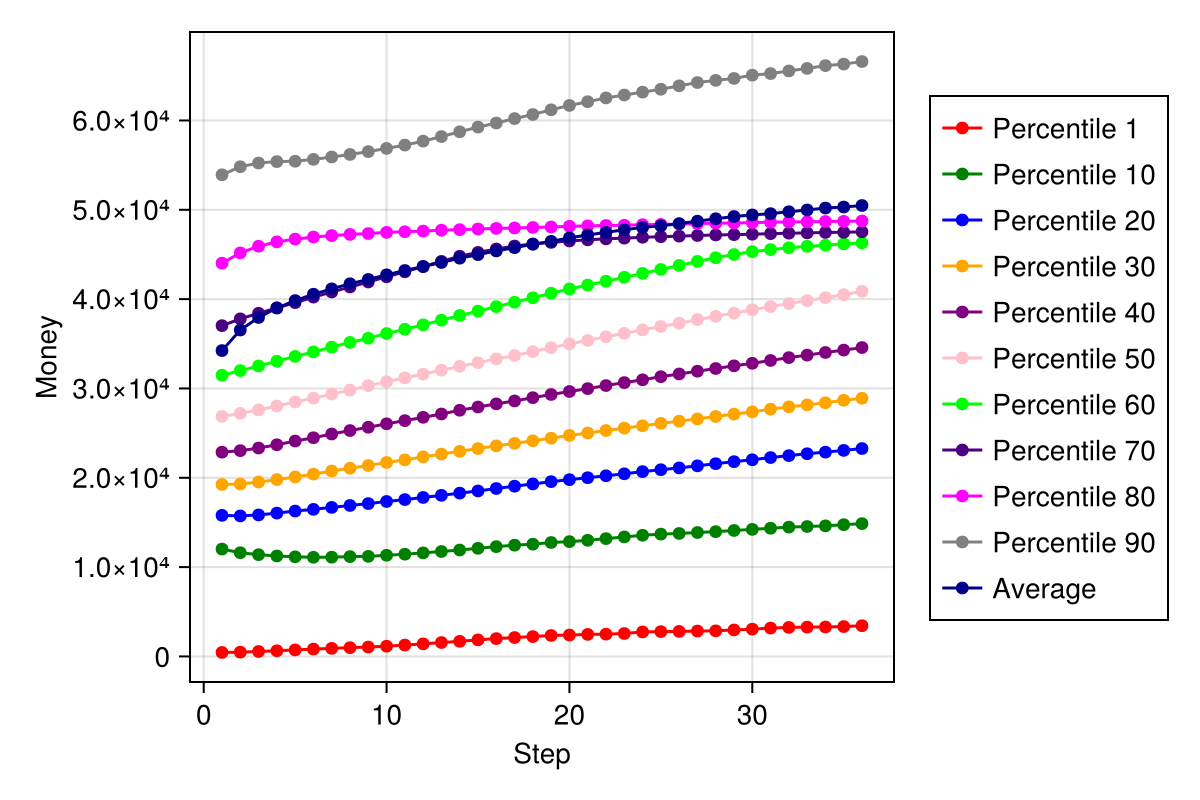 6.0×10⁴
5.0×10⁴
4.0×10⁴
3.0×10⁴
2.0×10⁴
1.0×10⁴
0
Money
0 10 20 30
Step
Percentile 1
Percentile 10
Percentile 20
Percentile 30
Percentile 40
Percentile 50
Percentile 60
Percentile 70
Percentile 80
Percentile 90
Average